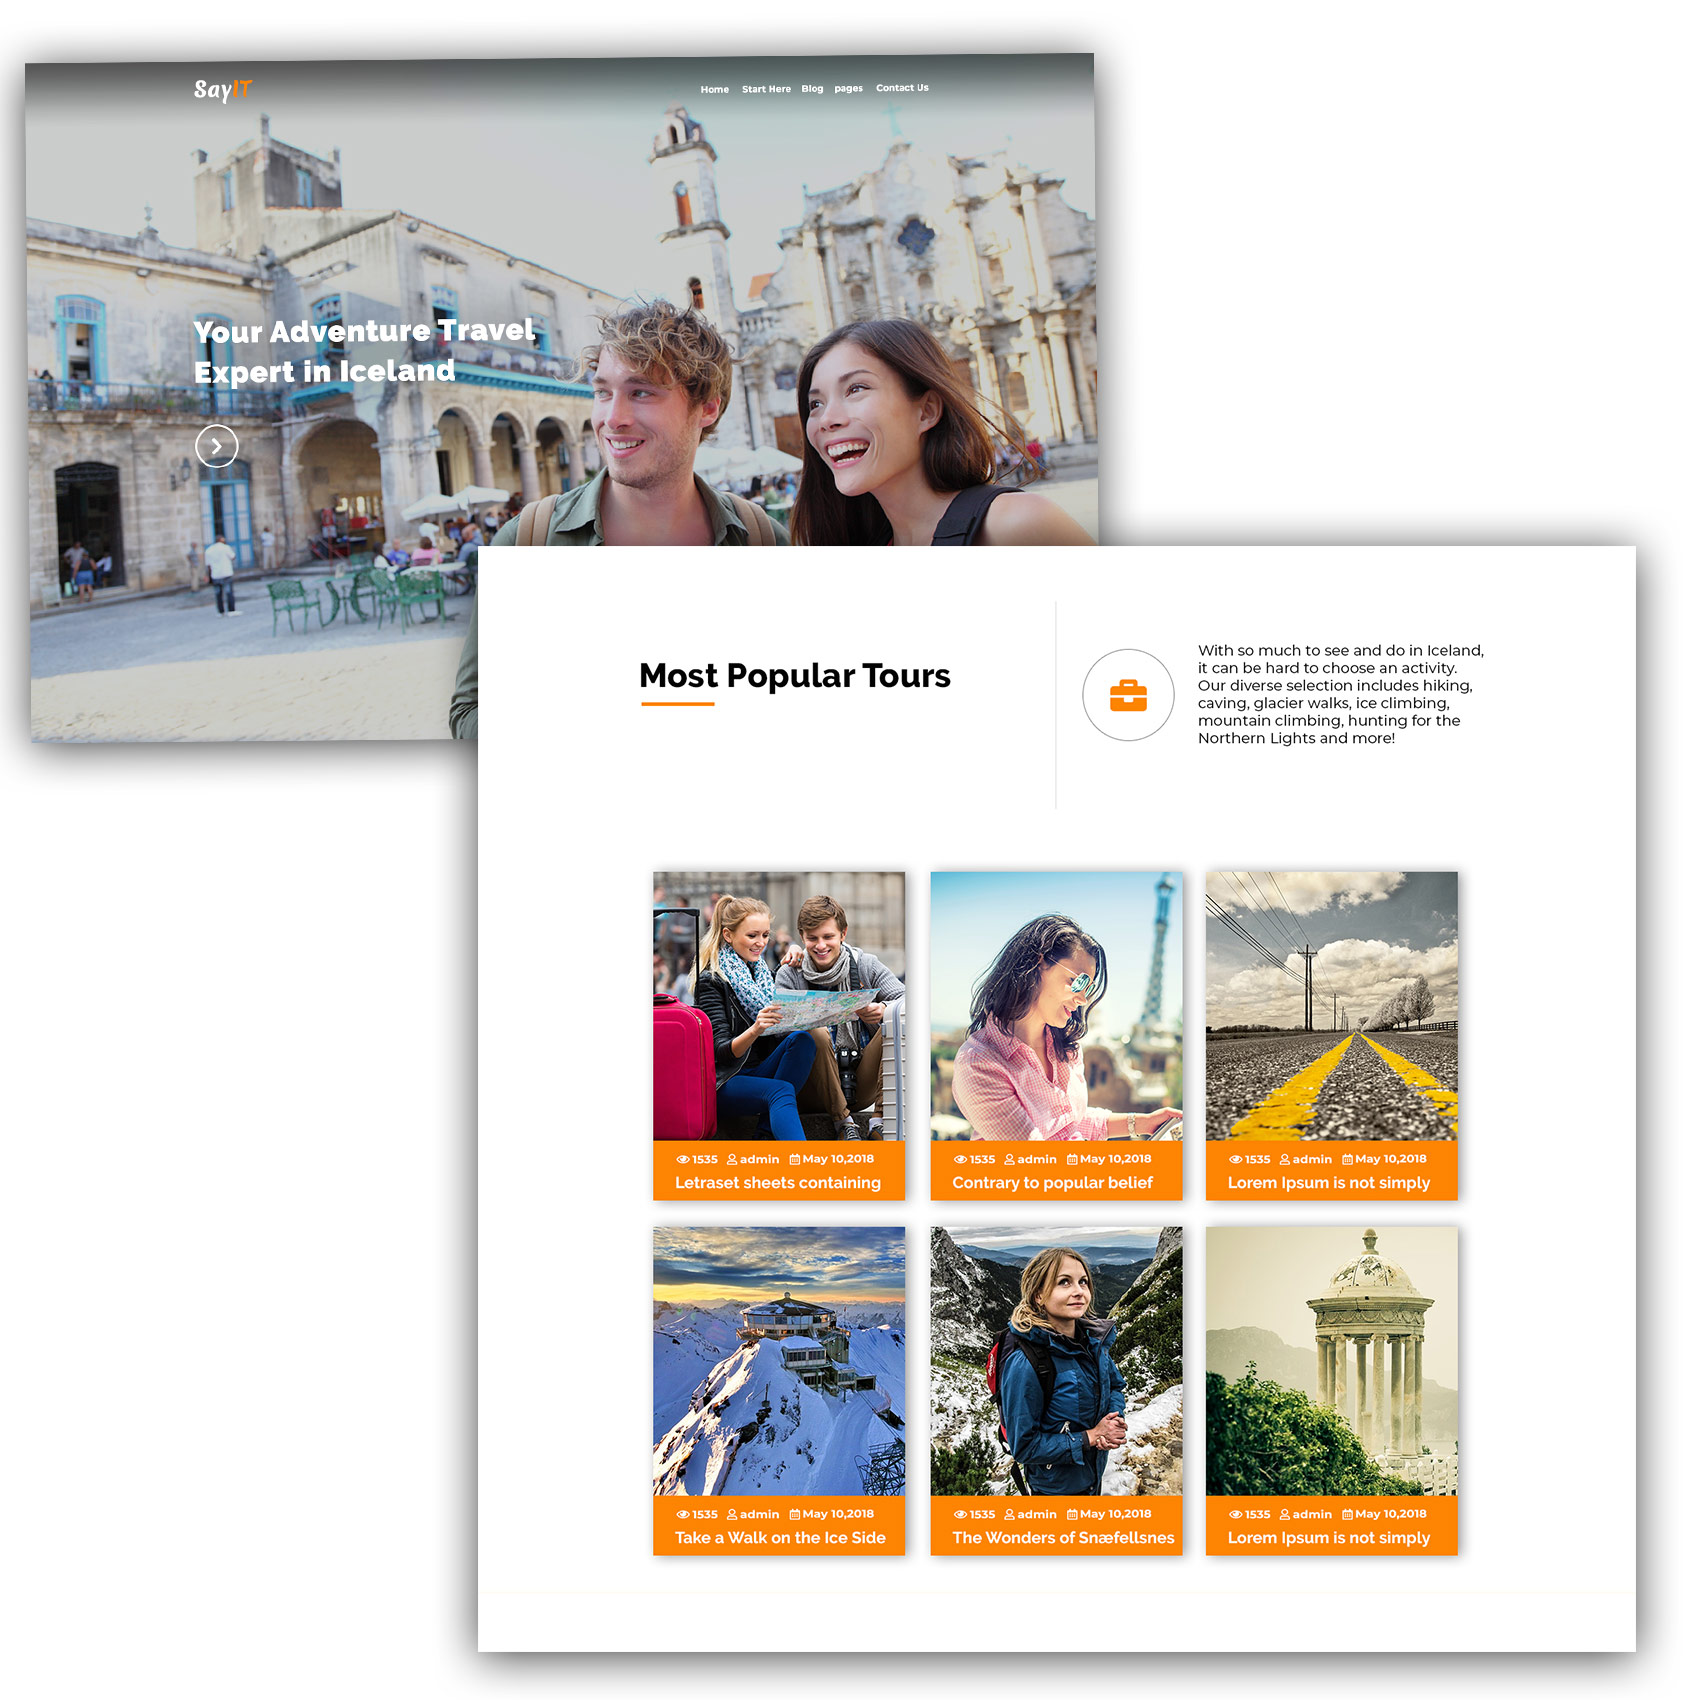 SayIT
Home Start Here Blog pages Contact Us
Your Adventure Travel
Expert in Iceland
Most Popular Tours
With so much to see and do in Iceland,
it can be hard to choose an activity.
Our diverse selection includes hiking,
caving, glacier walks, ice climbing,
mountain climbing, hunting for the
Northern Lights and more!
1535 admin May 10,2018
Letraset sheets containing
1535 admin May 10,2018
Contrary to popular belief
1535 admin May 10,2018
Lorem Ipsum is not simply
1535 admin May 10,2018
Take a Walk on the Ice Side
1535 admin May 10,2018
The Wonders of Snæfellsnes
1535 admin May 10,2018
Lorem Ipsum is not simply